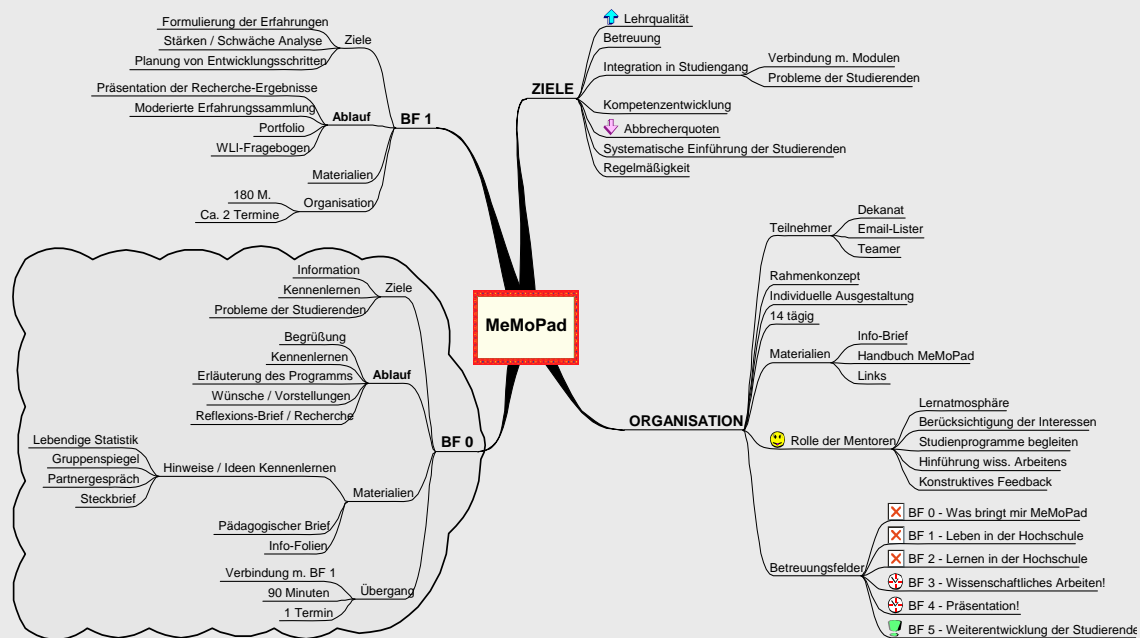 MeMoPad
ZIELE
Lehrqualität
Betreuung
Integration in Studiengang
Verbindung m. Modulen
Probleme der Studierenden
Kompetenzentwicklung
Abbrecherquoten
Systematische Einführung der Studierenden
Regelmäßigkeit
ORGANISATION
Teilnehmer
Dekanat
Email-Lister
Teamer
Rahmenkonzept
Individuelle Ausgestaltung
14 tägig
Materialien
Info-Brief
Handbuch MeMoPad
Links
Rolle der Mentoren
Lernatmosphäre
Berücksichtigung der Interessen
Studienprogramme begleiten
Hinführung wiss. Arbeitens
Konstruktives Feedback
Betreuungsfelder
BF 0 - Was bringt mir MeMoPad
BF 1 - Leben in der Hochschule
BF 2 - Lernen in der Hochschule
BF 3 - Wissenschaftliches Arbeiten!
BF 4 - Präsentation!
BF 5 - Weiterentwicklung der Studierende
BF 1
Ziele
Formulierung der Erfahrungen
Stärken / Schwäche Analyse
Planung von Entwicklungsschritten
Ablauf
Präsentation der Recherche-Ergebnisse
Moderierte Erfahrungssammlung
Portfolio
WLI-Fragebogen
Materialien
Organisation
180 M.
Ca. 2 Termine
BF 0
Ziele
Information
Kennenlernen
Probleme der Studierenden
Ablauf
Begrüßung
Kennenlernen
Erläuterung des Programms
Wünsche / Vorstellungen
Reflexions-Brief / Recherche
Materialien
Hinweise / Ideen Kennenlernen
Lebendige Statistik
Gruppenspiegel
Partnergespräch
Steckbrief
Pädagogischer Brief
Info-Folien
Übergang
Verbindung m. BF 1
90 Minuten
1 Termin